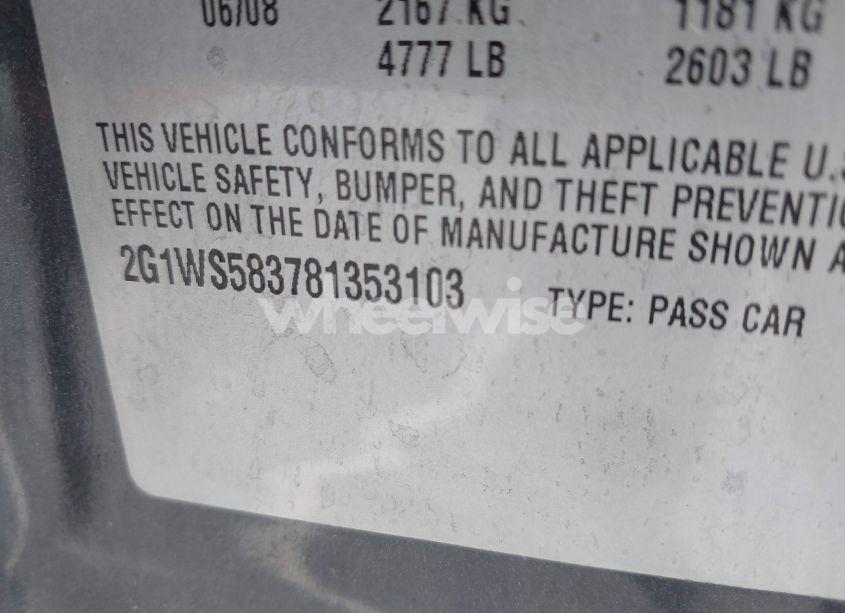 06/08 2167 KG 1181 KG
4777 LB 2603 LB
THIS VEHICLE CONFORMS TO ALL APPLICABLE U.S
VEHICLE SAFETY, BUMPER, AND THEFT PREVENTIO
EFFECT ON THE DATE OF MANUFACTURE SHOWN A
2G1WS583781353103 TYPE: PASS CAR
wheelwise